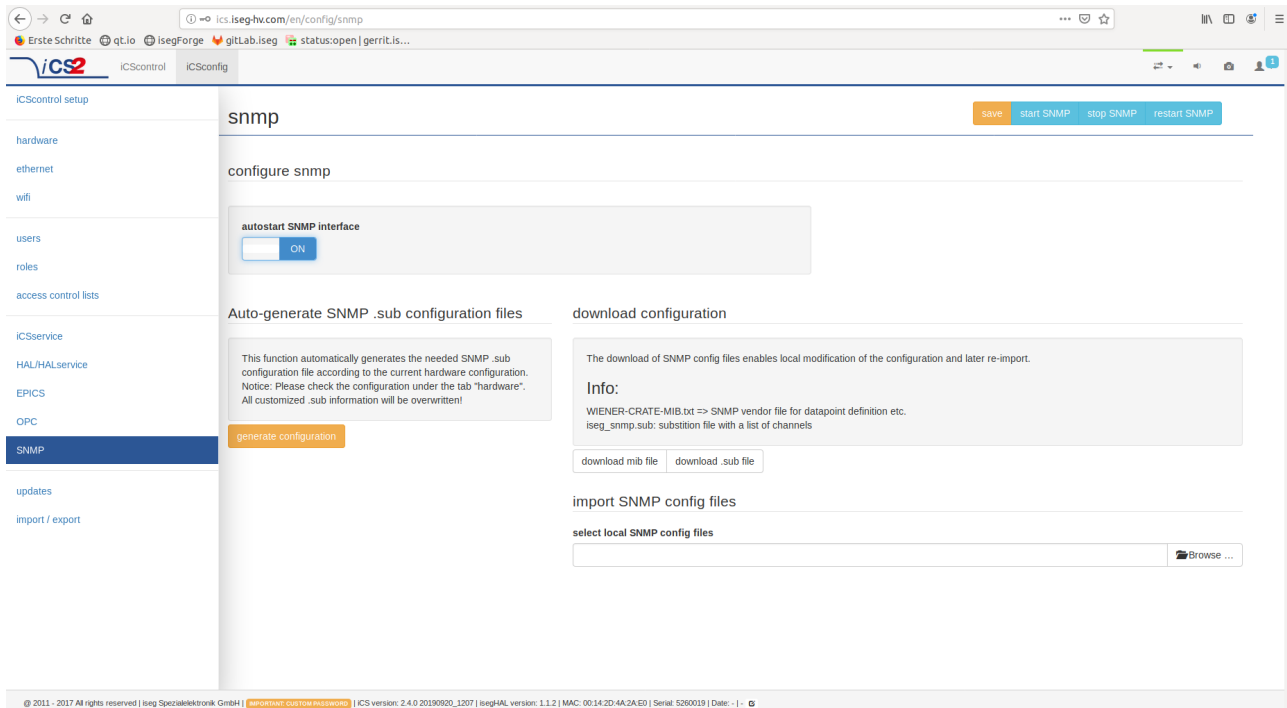 ics.iseg-hv.com/en/config/snmp
Erste Schritte qt.io isegForge gitLab.iseg status:open | gerrit.is...
iCS2 iCScontrol iCSconfig 1
iCScontrol setup
hardware
ethernet
wifi
users
roles
access control lists
iCSservice
HAL/HALservice
EPICS
OPC
SNMP
updates
import / export
snmp
save start SNMP stop SNMP restart SNMP
configure snmp
autostart SNMP interface
ON
Auto-generate SNMP .sub configuration files
This function automatically generates the needed SNMP .sub
configuration file according to the current hardware configuration.
Notice: Please check the configuration under the tab "hardware".
All customized .sub information will be overwritten!
generate configuration
download configuration
The download of SNMP config files enables local modification of the configuration and later re-import.
Info:
WIENER-CRATE-MIB.txt => SNMP vendor file for datapoint definition etc.
iseg_snmp.sub: substition file with a list of channels
download mib file download .sub file
import SNMP config files
select local SNMP config files
Browse ...
@ 2011 - 2017 All rights reserved | iseg Spezialelektronik GmbH | IMPORTANT: CUSTOM PASSWORD | iCS version: 2.4.0 20190920_1207 | isegHAL version: 1.1.2 | MAC: 00:14:2D:4A:2A:E0 | Serial: 5260019 | Date: - | -